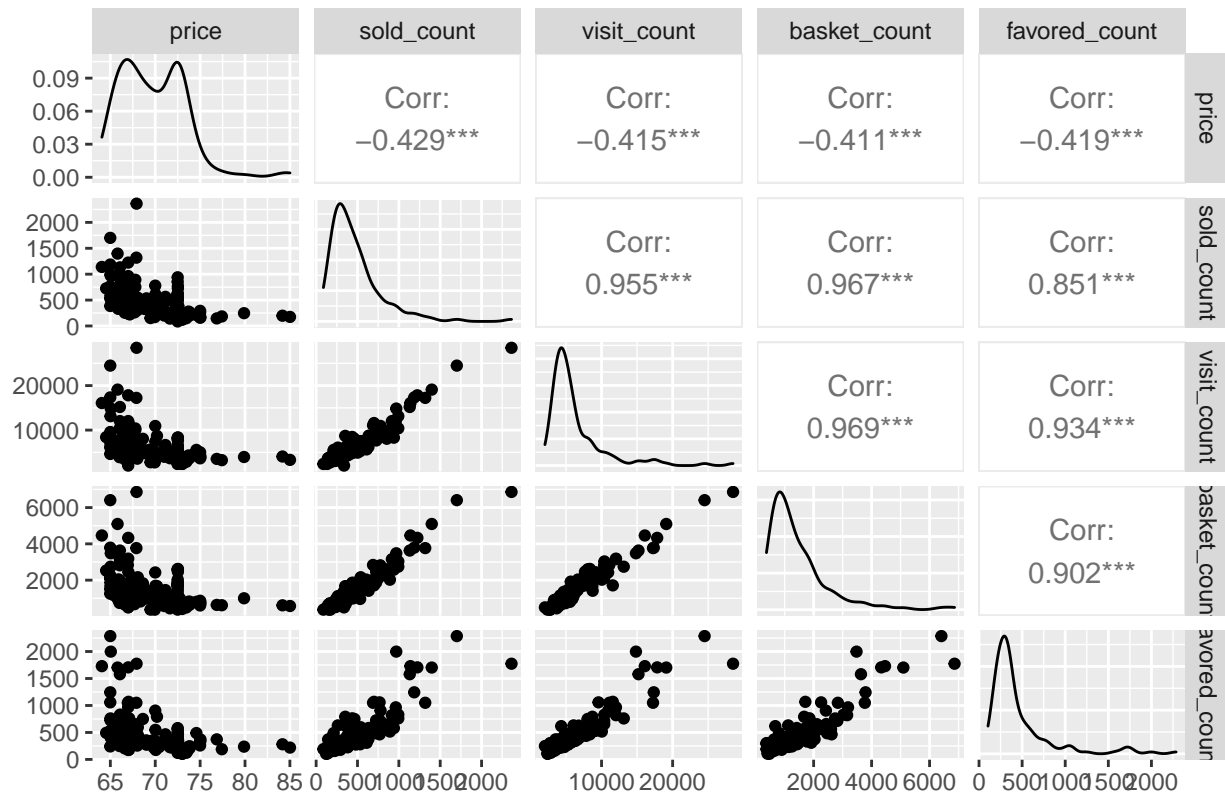 price sold_count visit_count basket_count favored_count
0.09
0.06
0.03
0.00
Corr:
−0.429***
Corr:
−0.415***
Corr:
−0.411***
Corr:
−0.419***
price
2000
1500
1000
500
0
Corr:
0.955***
Corr:
0.967***
Corr:
0.851***
sold_count
20000
10000
Corr:
0.969***
Corr:
0.934***
visit_count
6000
4000
2000
Corr:
0.902***
basket_coun
2000
1500
1000
500
0
avored_coun
65 70 75 80 85
0 500 1000 1500 2000
10000 20000
2000 4000 6000
0 500 1000 1500 2000